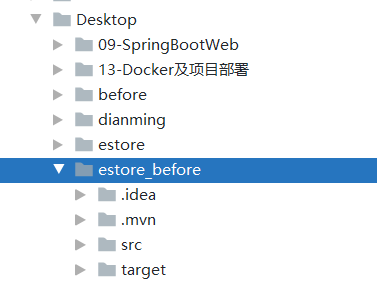 Desktop
09-SpringBootWeb
13-Docker及项目部署
before
dianming
estore
estore_before
.idea
.mvn
src
target